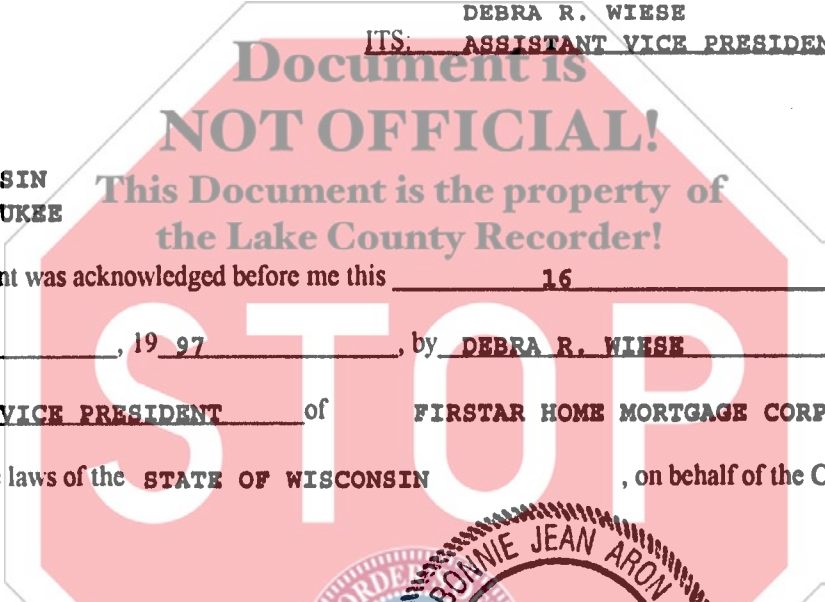 DEBRA R. WIESE
ITS: ASSISTANT VICE PRESIDEN
Document is
NOT OFFICIAL!
SIN
This Document is the property of
UKEE
the Lake County Recorder!
nt was acknowledged before me this 16
, 19 97, by DEBRA R. WIESE
VICE PRESIDENT of FIRSTAR HOME MORTGAGE CORP
laws of the STATE OF WISCONSIN, on behalf of the C
STOP
BONNIE JEAN ARON
ORDER